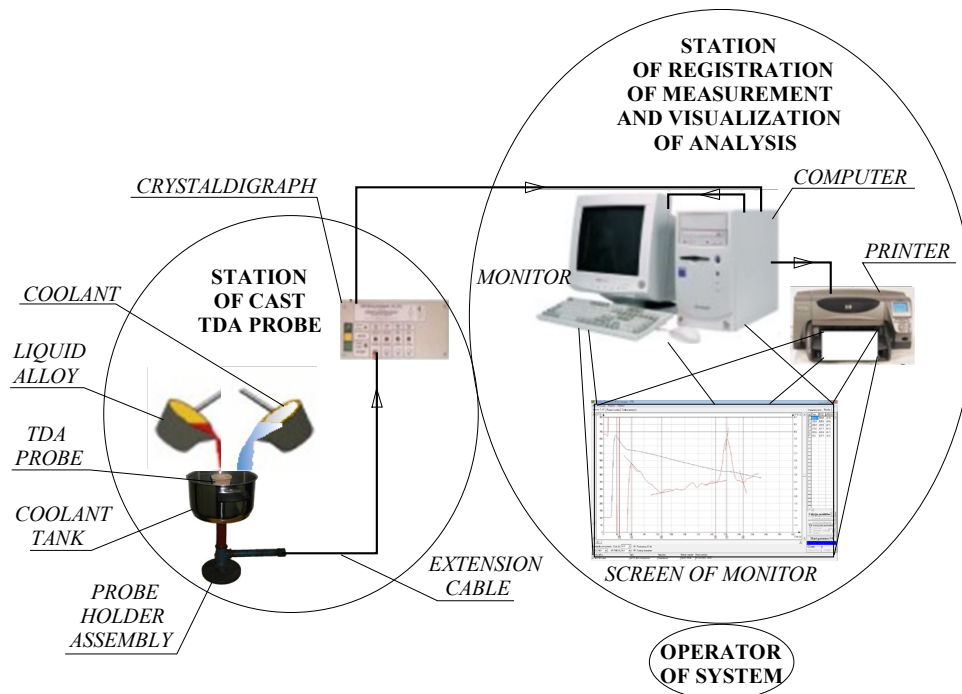 STATION
OF REGISTRATION
OF MEASUREMENT
AND VISUALIZATION
OF ANALYSIS
CRYSTALDIGRAPH
COMPUTER
MONITOR
PRINTER
STATION
OF CAST
TDA PROBE
COOLANT
LIQUID
ALLOY
TDA
PROBE
COOLANT
TANK
PROBE
HOLDER
ASSEMBLY
EXTENSION
CABLE
SCREEN OF MONITOR
OPERATOR
OF SYSTEM